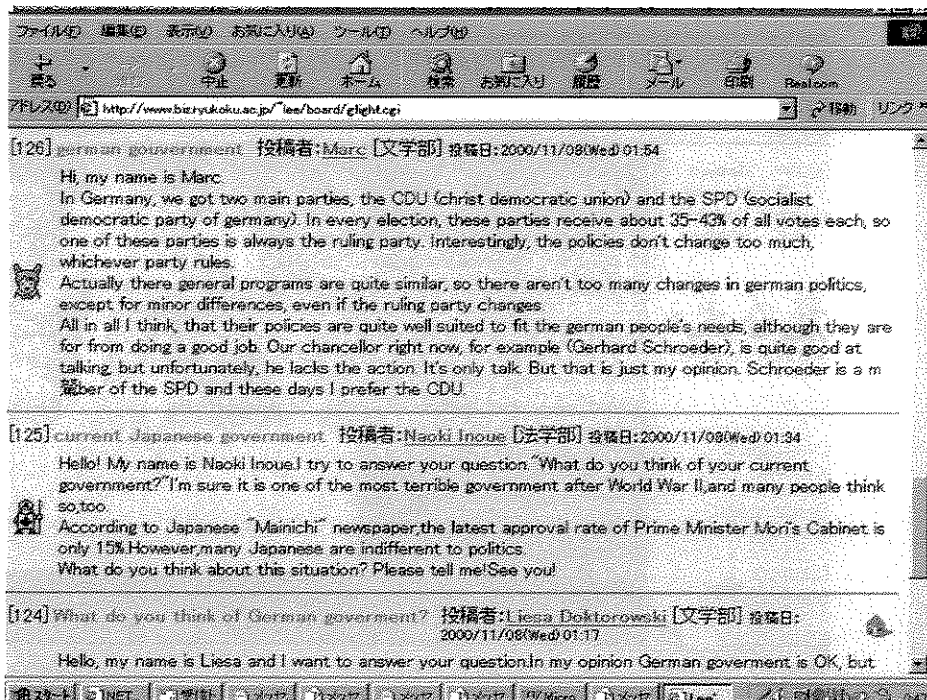 ファイル(F) 編集(E) 表示(V) お気に入り(A) ツール(T) ヘルプ(H)
戻る 中止 更新 ホーム 検索 お気に入り 履歴 メール 印刷 Real.com
アドレス(D) http://www.biz.ryukoku.ac.jp/~lee/board/glight.cgi 移動 リンク »
[126] german gouvernment 投稿者:Marc [文学部] 投稿日:2000/11/08(Wed) 01:54
Hi, my name is Marc
In Germany, we got two main parties, the CDU (christ democratic union) and the SPD (socialist
democratic party of germany). In every election, these parties receive about 35-43% of all votes each, so
one of these parties is always the ruling party. Interestingly, the policies don't change too much,
whichever party rules.
Actually there general programs are quite similar, so there aren't too many changes in german politics,
except for minor differences, even if the ruling party changes
All in all I think, that their policies are quite well suited to fit the german people's needs, although they are
for from doing a good job. Our chancellor right now, for example (Gerhard Schroeder), is quite good at
talking, but unfortunately, he lacks the action. It's only talk. But that is just my opinion. Schroeder is a m
ber of the SPD and these days I prefer the CDU.
[125] current Japanese government 投稿者:Naoki Inoue [法学部] 投稿日:2000/11/08(Wed) 01:34
Hello! My name is Naoki Inoue.I try to answer your question."What do you think of your current
government?"I'm sure it is one of the most terrible government after World War II,and many people think
so,too.
According to Japanese "Mainichi" newspaper,the latest approval rate of Prime Minister Mori's Cabinet is
only 15%.However,many Japanese are indifferent to politics.
What do you think about this situation? Please tell me!See you!
[124] What do you think of German goverment? 投稿者:Liesa Doktorowski [文学部] 投稿日:
2000/11/08(Wed) 01:17
Hello, my name is Liesa and I want to answer your question.In my opinion German goverment is OK, but
スタート NET